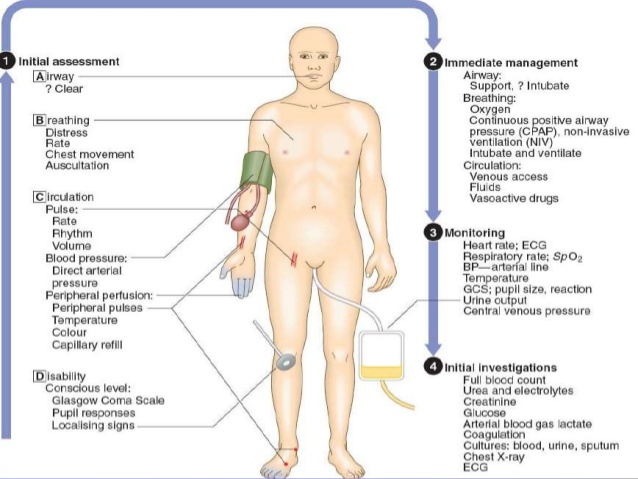 1 Initial assessment
Airway
? Clear
Breathing
Distress
Rate
Chest movement
Auscultation
Circulation
Pulse:
Rate
Rhythm
Volume
Blood pressure:
Direct arterial
pressure
Peripheral perfusion:
Peripheral pulses
Temperature
Colour
Capillary refill
Disability
Conscious level:
Glasgow Coma Scale
Pupil responses
Localising signs
2 Immediate management
Airway:
Support, ? Intubate
Breathing:
Oxygen
Continuous positive airway
pressure (CPAP), non-invasive
ventilation (NIV)
Intubate and ventilate
Circulation:
Venous access
Fluids
Vasoactive drugs
3 Monitoring
Heart rate; ECG
Respiratory rate; SpO₂
BP—arterial line
Temperature
GCS; pupil size, reaction
Urine output
Central venous pressure
4 Initial investigations
Full blood count
Urea and electrolytes
Creatinine
Glucose
Arterial blood gas lactate
Coagulation
Cultures: blood, urine, sputum
Chest X-ray
ECG